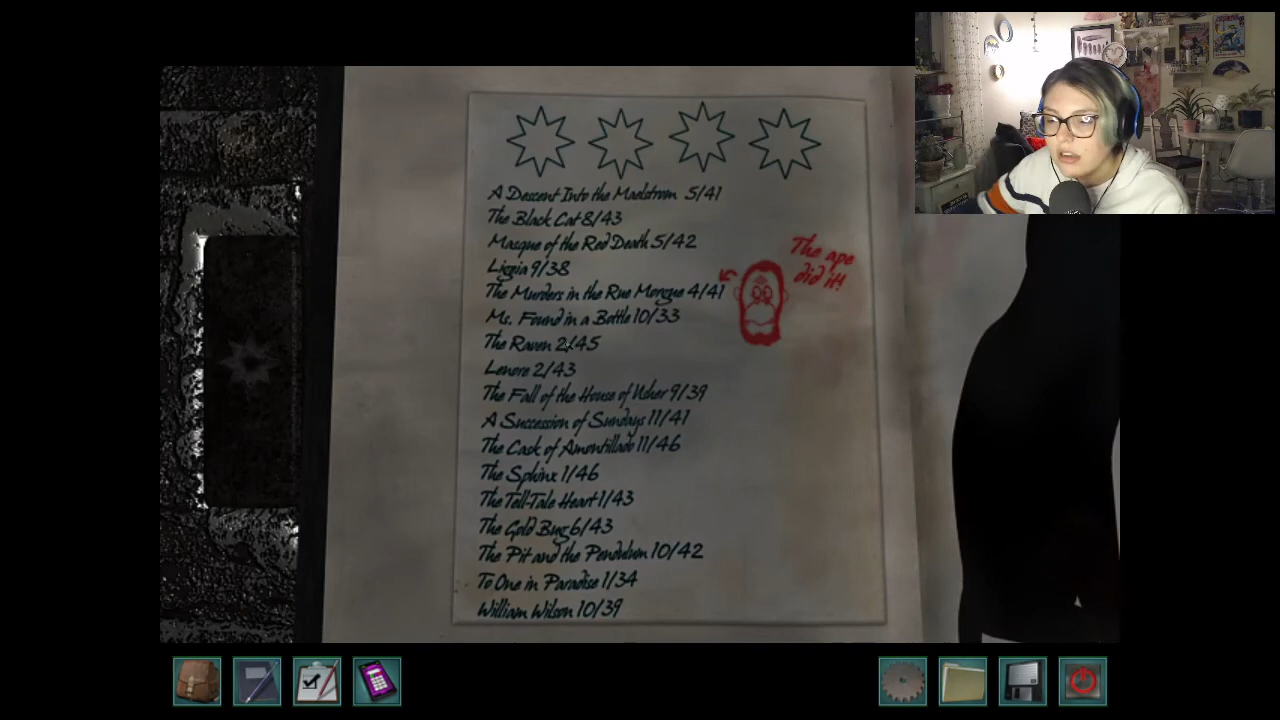 A Descent Into the Maelstrom 5/41
The Black Cat 8/43
Masque of the Red Death 5/42
Ligia 9/38
The Murders in the Rue Morgue 4/41
The ape
did it!
Ms. Found in a Bottle 10/33
The Raven 2/45
Lenore 2/43
The Fall of the House of Usher 9/39
A Succession of Sundays 11/41
The Cask of Amontillado 11/46
The Sphinx 1/46
The Tell-Tale Heart 1/43
The Gold Bug 6/43
The Pit and the Pendulum 10/42
To One in Paradise 1/34
William Wilson 10/39